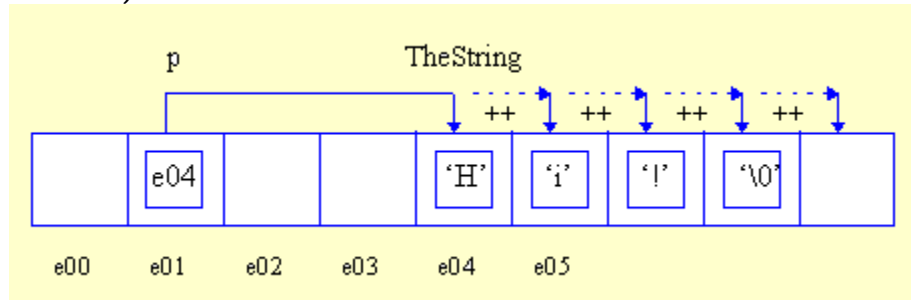 p TheString
++ ++ ++ ++
e04 ‘H’ ‘i’ ‘!’ ‘\0’
e00 e01 e02 e03 e04 e05